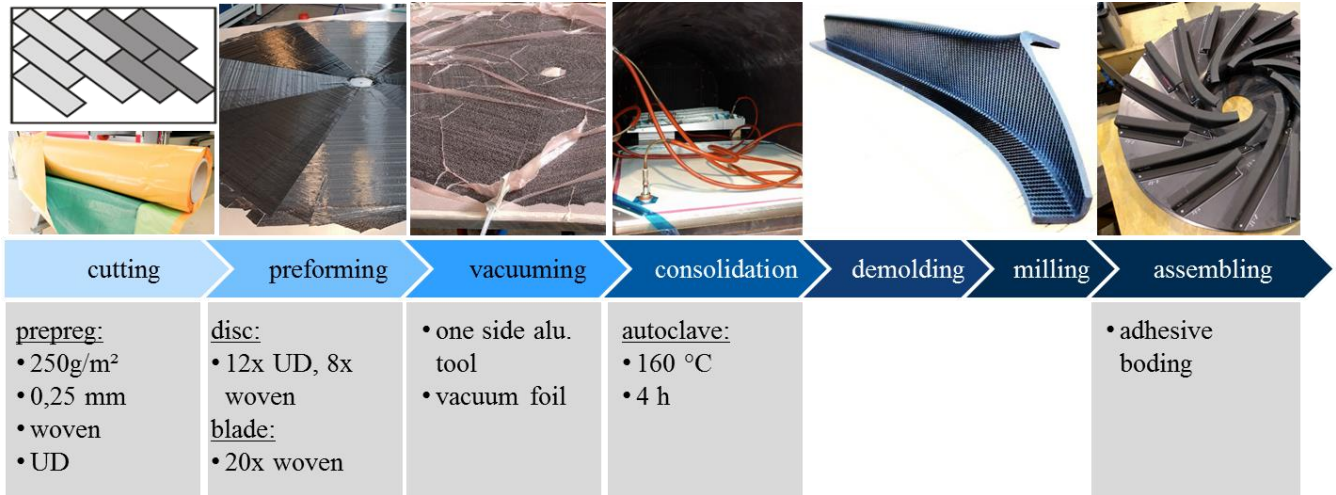 cutting
preforming
vacuuming
consolidation
demolding
milling
assembling
prepreg:
• 250g/m²
• 0,25 mm
• woven
• UD
disc:
• 12x UD, 8x
woven
blade:
• 20x woven
• one side alu.
tool
• vacuum foil
autoclave:
• 160 °C
• 4 h
• adhesive
boding